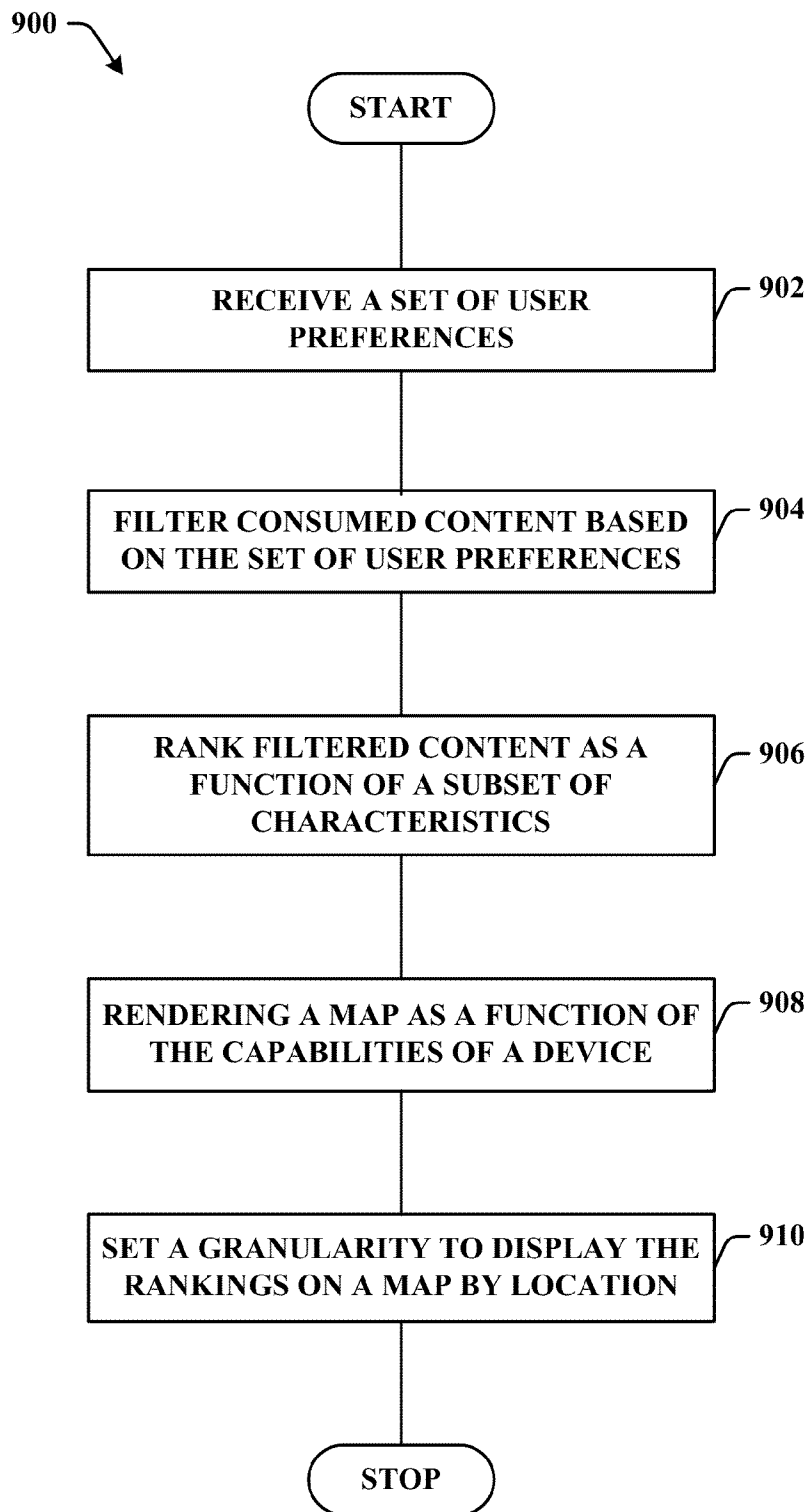 900
START
RECEIVE A SET OF USER
PREFERENCES
902
FILTER CONSUMED CONTENT BASED
ON THE SET OF USER PREFERENCES
904
RANK FILTERED CONTENT AS A
FUNCTION OF A SUBSET OF
CHARACTERISTICS
906
RENDERING A MAP AS A FUNCTION OF
THE CAPABILITIES OF A DEVICE
908
SET A GRANULARITY TO DISPLAY THE
RANKINGS ON A MAP BY LOCATION
910
STOP